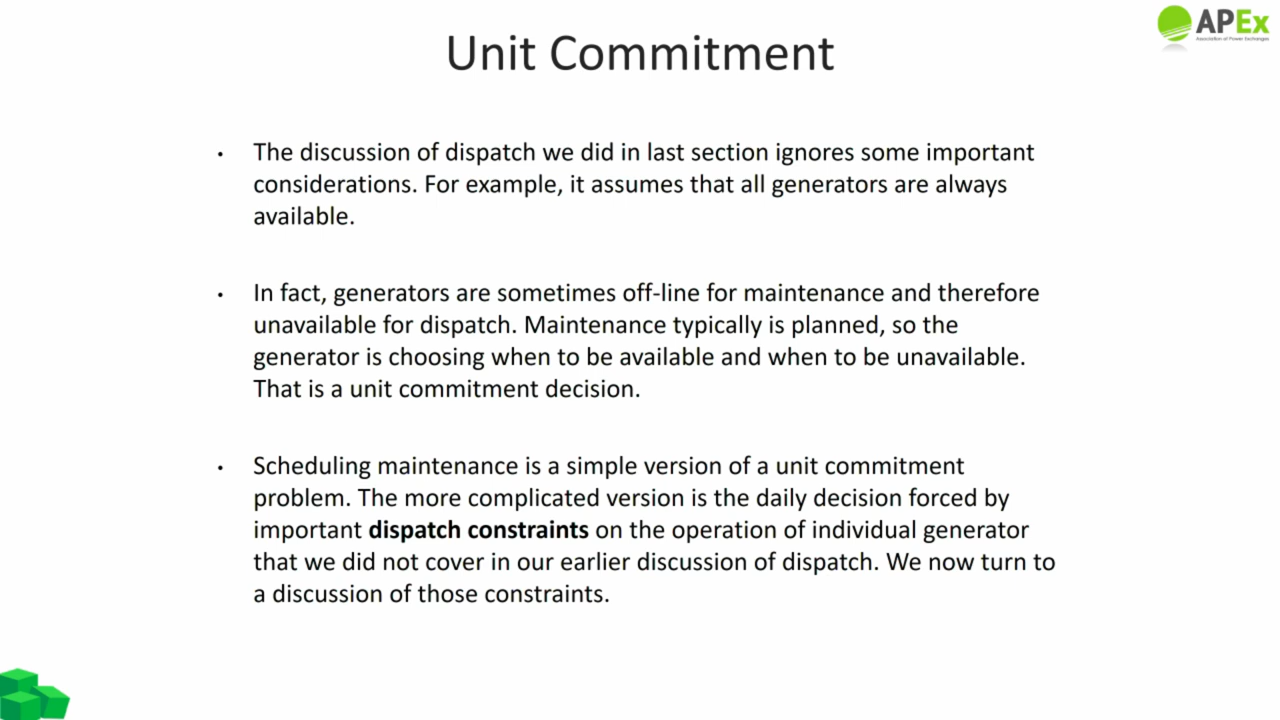 APEx
Association of Power Exchanges
Unit Commitment
• The discussion of dispatch we did in last section ignores some important
considerations. For example, it assumes that all generators are always
available.
• In fact, generators are sometimes off-line for maintenance and therefore
unavailable for dispatch. Maintenance typically is planned, so the
generator is choosing when to be available and when to be unavailable.
That is a unit commitment decision.
• Scheduling maintenance is a simple version of a unit commitment
problem. The more complicated version is the daily decision forced by
important dispatch constraints on the operation of individual generator
that we did not cover in our earlier discussion of dispatch. We now turn to
a discussion of those constraints.